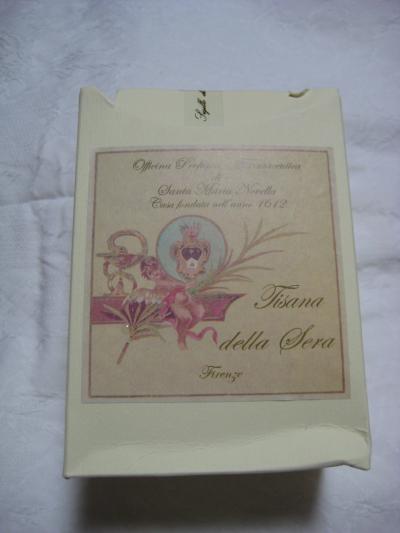 Officina Profumo Farmaceutica
di
Santa Maria Novella
Casa fondata nell'anno 1612
Tisana
della Sera
Firenze